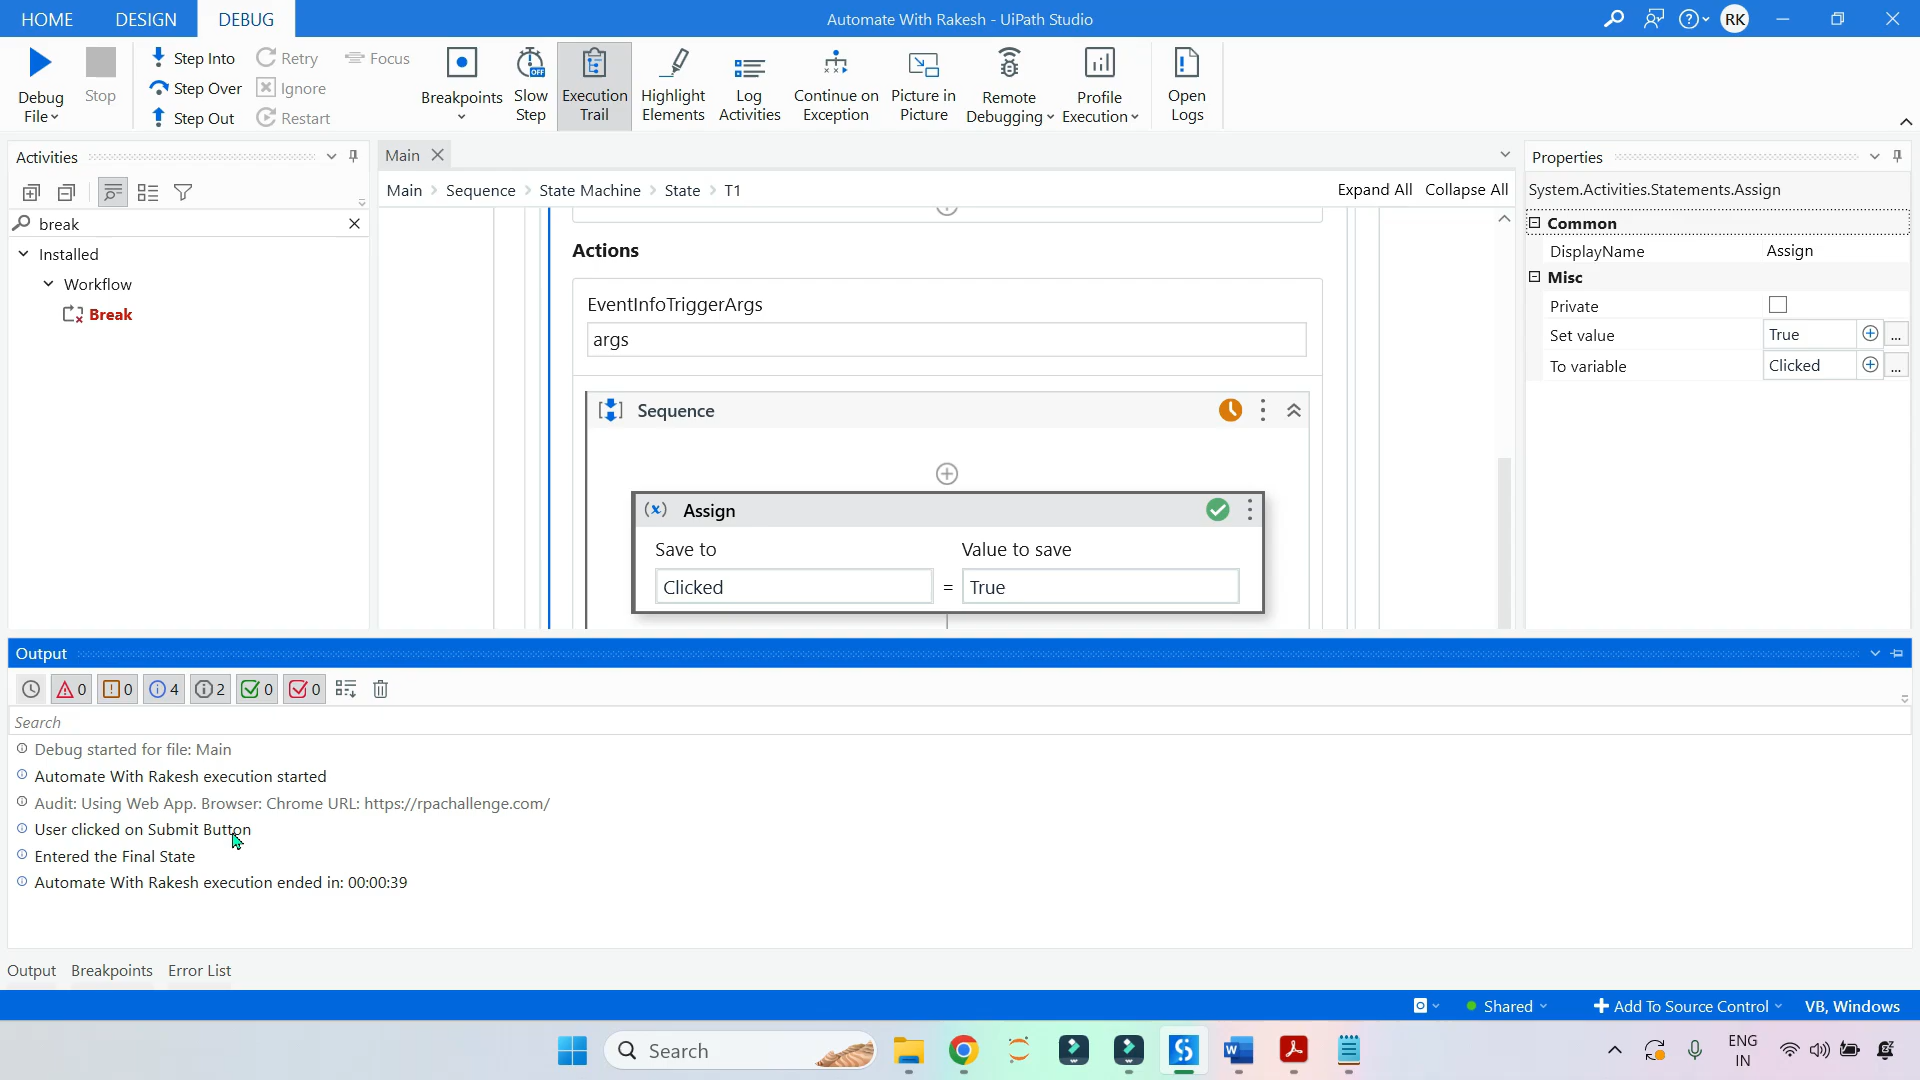 HOME DESIGN DEBUG Automate With Rakesh - UiPath Studio RK
Debug File Stop
Step Into
Step Over
Step Out
Retry
Ignore
Restart
Focus
Breakpoints
Slow Step OFF
Execution Trail
Highlight Elements
Log Activities
Continue on Exception
Picture in Picture
Remote Debugging
Profile Execution
Open Logs
Activities
break
Installed
Workflow
Break
Main
Main Sequence State Machine State T1 Expand All Collapse All
Actions
EventInfoTriggerArgs
args
Sequence
(x) Assign
Save to Value to save
Clicked = True
Properties
System.Activities.Statements.Assign
Common
DisplayName Assign
Misc
Private
Set value True ...
To variable Clicked ...
Output
0 0 4 2 0 0
Search
Debug started for file: Main
Automate With Rakesh execution started
Audit: Using Web App. Browser: Chrome URL: https://rpachallenge.com/
User clicked on Submit Button
Entered the Final State
Automate With Rakesh execution ended in: 00:00:39
Output Breakpoints Error List
Shared Add To Source Control VB, Windows
Search
ENG
IN